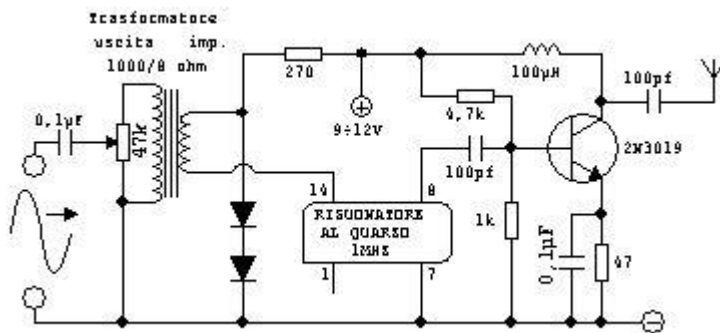 Trasformatore
uscita imp.
1000/8 ohm
270
100µH
100pf
0,1µF
47k
9÷12V
4,7k
2N3019
14
8
100pf
RISUONATORE
AL QUARZO
1MHZ
1k
0,1µF
47
1
7